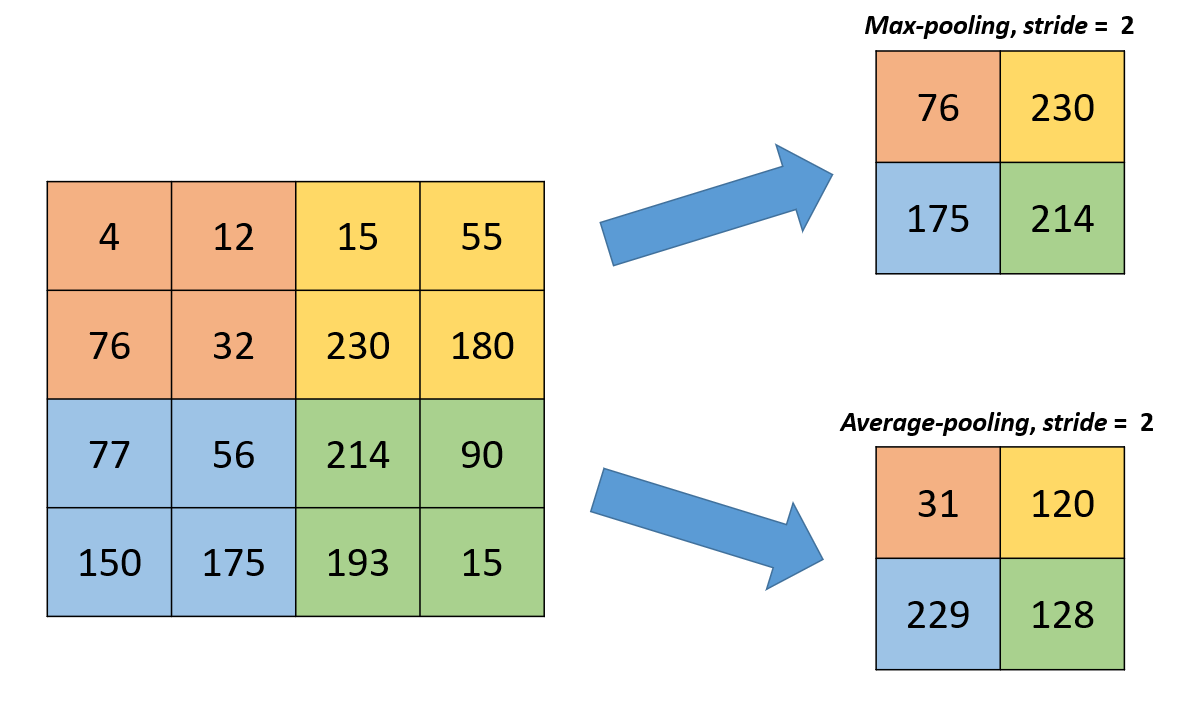 Max-pooling, stride = 2
76 230
175 214
4 12 15 55
76 32 230 180
77 56 214 90
150 175 193 15
Average-pooling, stride = 2
31 120
229 128